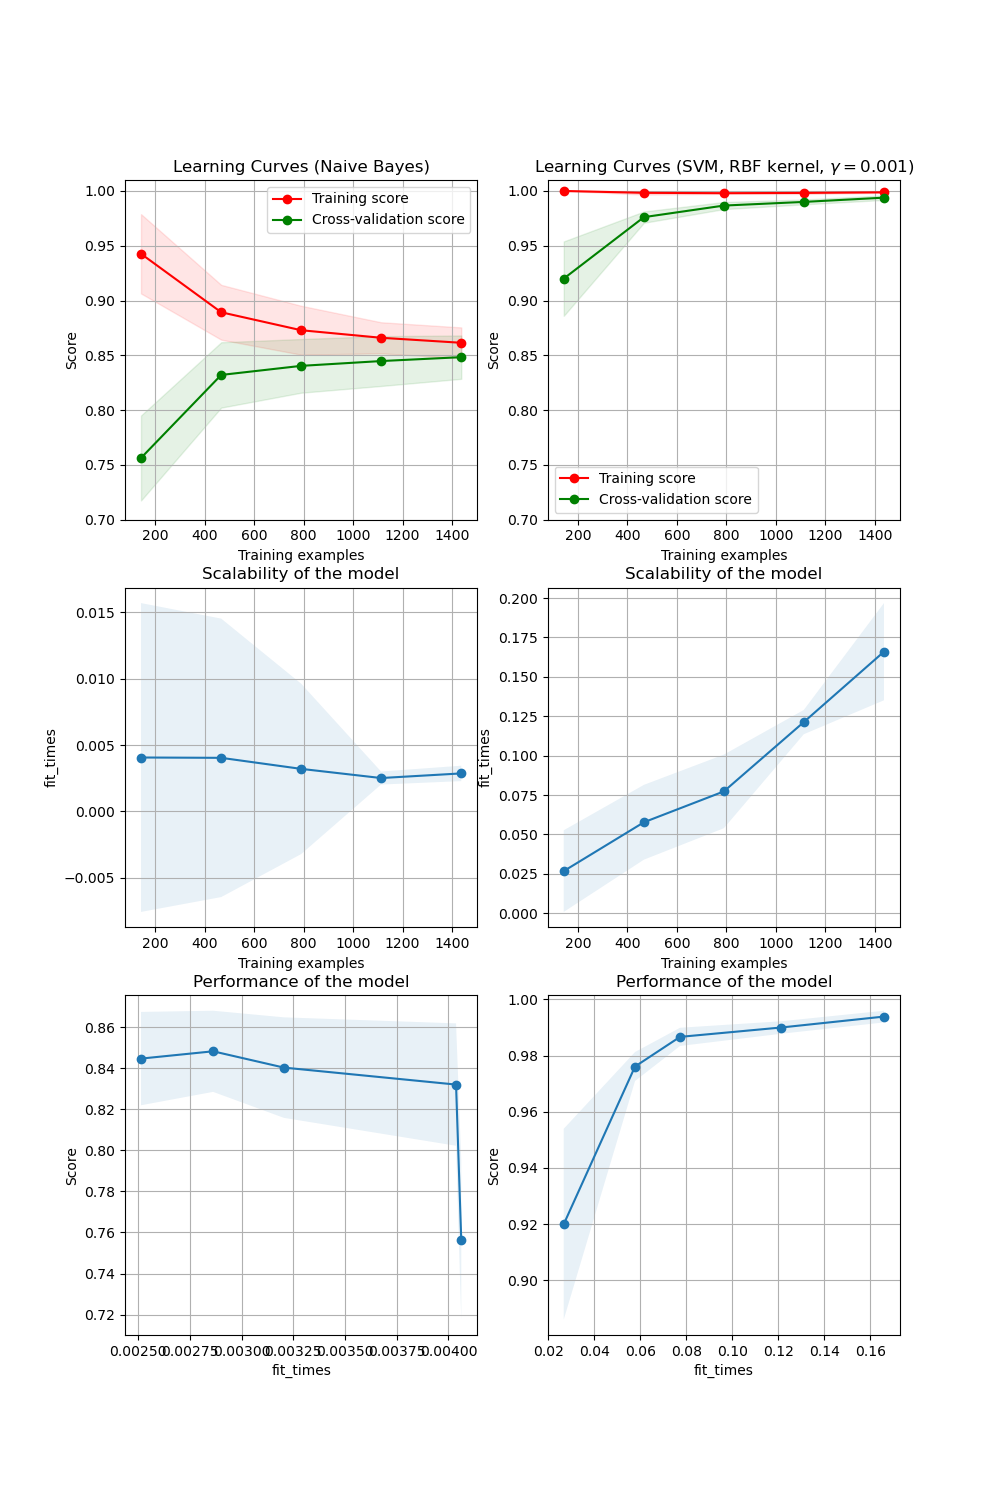 Learning Curves (Naive Bayes)
1.00
0.95
0.90
0.85
0.80
0.75
0.70
Score
Training score
Cross-validation score
200 400 600 800 1000 1200 1400
Training examples
Learning Curves (SVM, RBF kernel, γ = 0.001)
1.00
0.95
0.90
0.85
0.80
0.75
0.70
Score
Training score
Cross-validation score
200 400 600 800 1000 1200 1400
Training examples
Scalability of the model
0.015
0.010
0.005
0.000
−0.005
fit_times
200 400 600 800 1000 1200 1400
Training examples
Scalability of the model
0.200
0.175
0.150
0.125
0.100
0.075
0.050
0.025
0.000
fit_times
200 400 600 800 1000 1200 1400
Training examples
Performance of the model
0.86
0.84
0.82
0.80
0.78
0.76
0.74
0.72
Score
0.00250 0.00275 0.00300 0.00325 0.00350 0.00375 0.00400
fit_times
Performance of the model
1.00
0.98
0.96
0.94
0.92
0.90
Score
0.02 0.04 0.06 0.08 0.10 0.12 0.14 0.16
fit_times